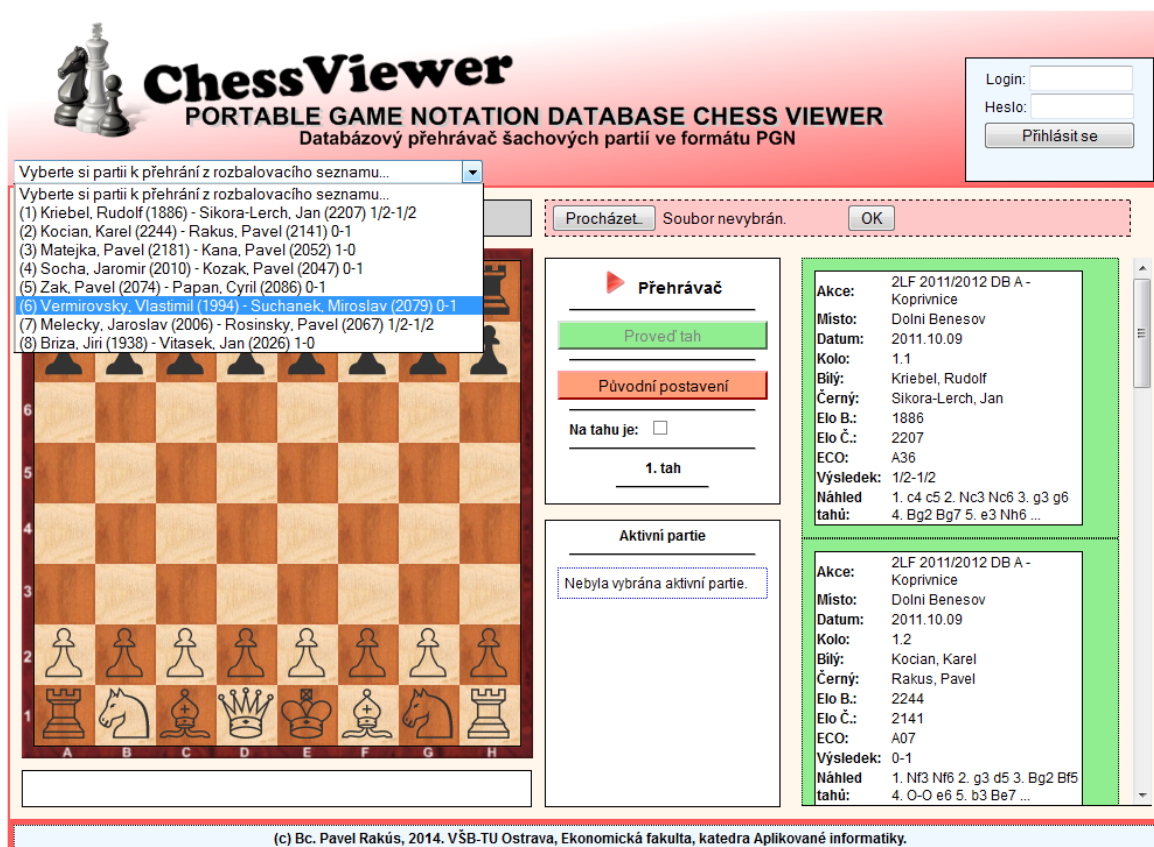 ChessViewer
PORTABLE GAME NOTATION DATABASE CHESS VIEWER
Databázový přehrávač šachových partií ve formátu PGN
Login:
Heslo:
Přihlásit se
Vyberte si partii k přehrání z rozbalovacího seznamu...
Vyberte si partii k přehrání z rozbalovacího seznamu...
(1) Kriebel, Rudolf (1886) - Sikora-Lerch, Jan (2207) 1/2-1/2
(2) Kocian, Karel (2244) - Rakus, Pavel (2141) 0-1
(3) Matejka, Pavel (2181) - Kana, Pavel (2052) 1-0
(4) Socha, Jaromir (2010) - Kozak, Pavel (2047) 0-1
(5) Zak, Pavel (2074) - Papan, Cyril (2086) 0-1
(6) Vermirovsky, Vlastimil (1994) - Suchanek, Miroslav (2079) 0-1
(7) Melecky, Jaroslav (2006) - Rosinsky, Pavel (2067) 1/2-1/2
(8) Briza, Jiri (1938) - Vitasek, Jan (2026) 1-0
Procházet.. Soubor nevybrán. OK
6
5
4
3
2
1
A B C D E F G H
Přehrávač
Proveď tah
Původní postavení
Na tahu je:
1. tah
Aktivní partie
Nebyla vybrána aktivní partie.
Akce: 2LF 2011/2012 DB A -
Koprivnice
Místo: Dolni Benesov
Datum: 2011.10.09
Kolo: 1.1
Bílý: Kriebel, Rudolf
Černý: Sikora-Lerch, Jan
Elo B.: 1886
Elo Č.: 2207
ECO: A36
Výsledek: 1/2-1/2
Náhled 1. c4 c5 2. Nc3 Nc6 3. g3 g6
tahů: 4. Bg2 Bg7 5. e3 Nh6 ...
Akce: 2LF 2011/2012 DB A -
Koprivnice
Místo: Dolni Benesov
Datum: 2011.10.09
Kolo: 1.2
Bílý: Kocian, Karel
Černý: Rakus, Pavel
Elo B.: 2244
Elo Č.: 2141
ECO: A07
Výsledek: 0-1
Náhled 1. Nf3 Nf6 2. g3 d5 3. Bg2 Bf5
tahů: 4. O-O e6 5. b3 Be7 ...
(c) Bc. Pavel Rakús, 2014. VŠB-TU Ostrava, Ekonomická fakulta, katedra Aplikované informatiky.